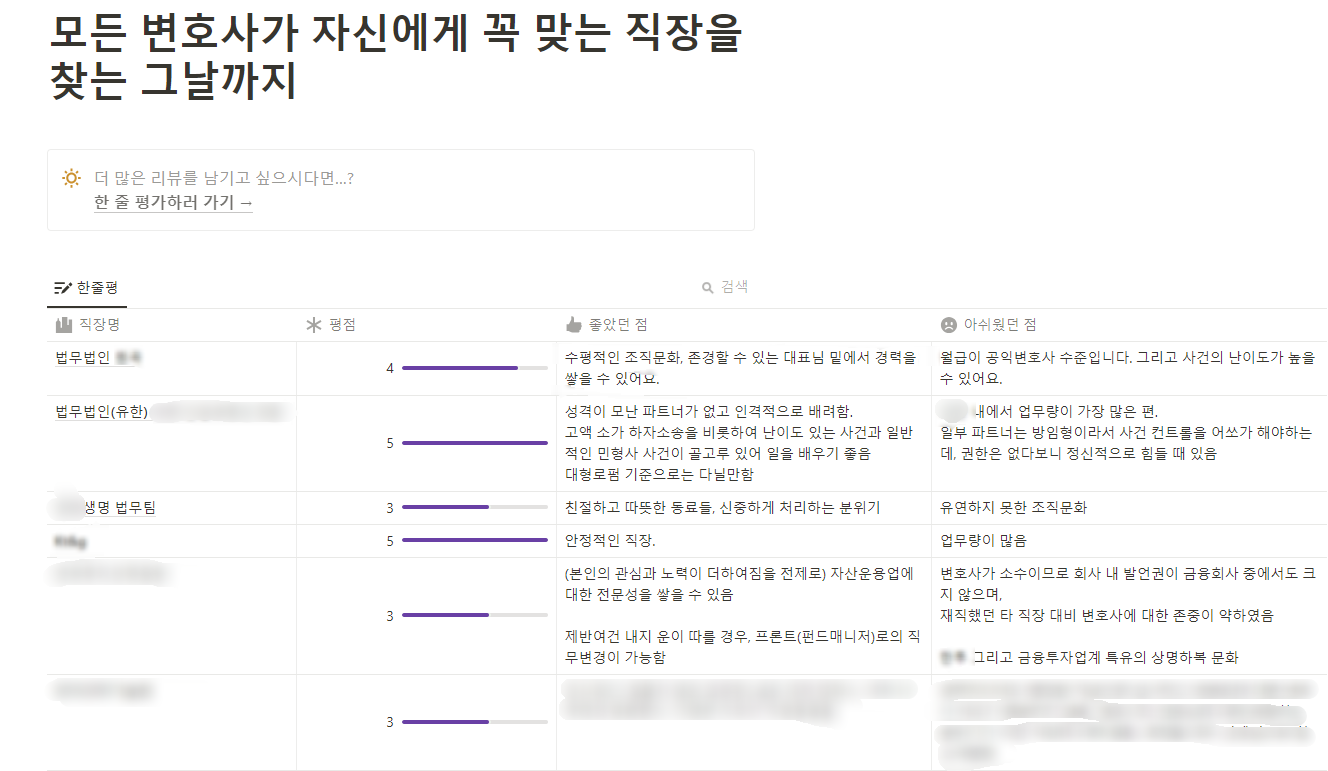 모든 변호사가 자신에게 꼭 맞는 직장을
찾는 그날까지
더 많은 리뷰를 남기고 싶으시다면...?
한 줄 평가하러 가기 →
한줄평
검색
직장명
평점
좋았던 점
아쉬웠던 점
법무법인
4
수평적인 조직문화, 존경할 수 있는 대표님 밑에서 경력을
쌓을 수 있어요.
월급이 공익변호사 수준입니다. 그리고 사건의 난이도가 높을
수 있어요.
법무법인(유한)
5
성격이 모난 파트너가 없고 인격적으로 배려함.
고액 소가 하자소송을 비롯하여 난이도 있는 사건과 일반
적인 민형사 사건이 골고루 있어 일을 배우기 좋음
대형로펌 기준으로는 다닐만함
내에서 업무량이 가장 많은 편.
일부 파트너는 방임형이라서 사건 컨트롤을 어쏘가 해야하는
데, 권한은 없다보니 정신적으로 힘들 때 있음
생명 법무팀
3
친절하고 따뜻한 동료들, 신중하게 처리하는 분위기
유연하지 못한 조직문화
5
안정적인 직장.
업무량이 많음
3
(본인의 관심과 노력이 더하여짐을 전제로) 자산운용업에
대한 전문성을 쌓을 수 있음
제반여건 내지 운이 따를 경우, 프론트(펀드매니저)로의 직
무변경이 가능함
변호사가 소수이므로 회사 내 발언권이 금융회사 중에서도 크
지 않으며,
재직했던 타 직장 대비 변호사에 대한 존중이 약하였음
그리고 금융투자업계 특유의 상명하복 문화
3